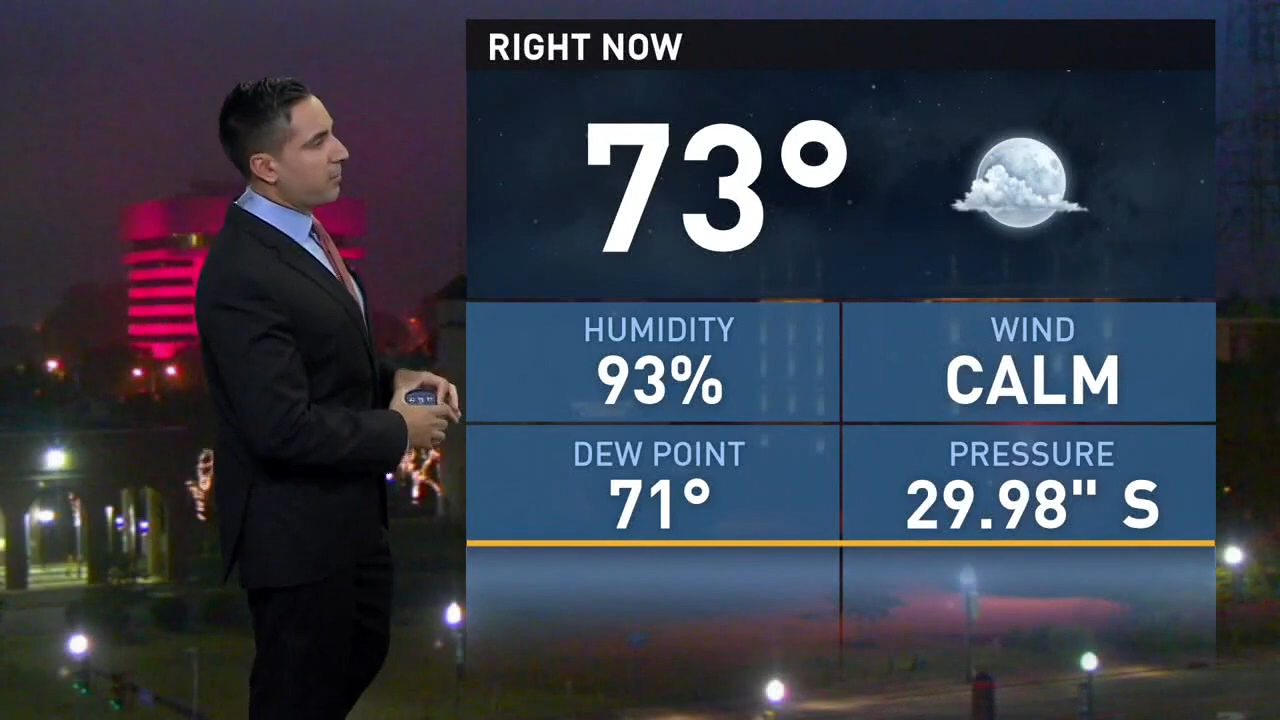 RIGHT NOW
73°
HUMIDITY
93%
WIND
CALM
DEW POINT
71°
PRESSURE
29.98" S